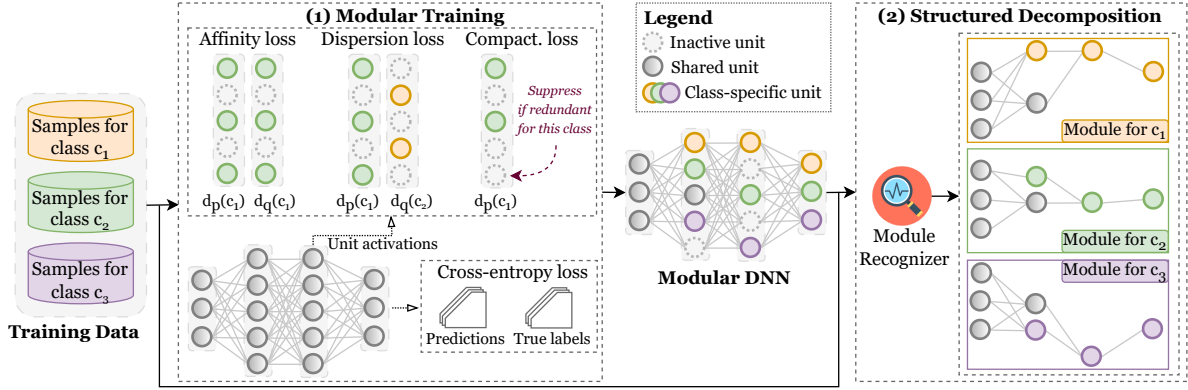 (1) Modular Training
Affinity loss
Dispersion loss
Compact. loss
Suppress
if redundant
for this class
dp(c1)
dq(c1)
dp(c1)
dq(c2)
dp(c1)
Unit activations
Cross-entropy loss
Predictions
True labels
Samples for
class c1
Samples for
class c2
Samples for
class c3
Training Data
Legend
Inactive unit
Shared unit
Class-specific unit
Modular DNN
(2) Structured Decomposition
Module
Recognizer
Module for c1
Module for c2
Module for c3